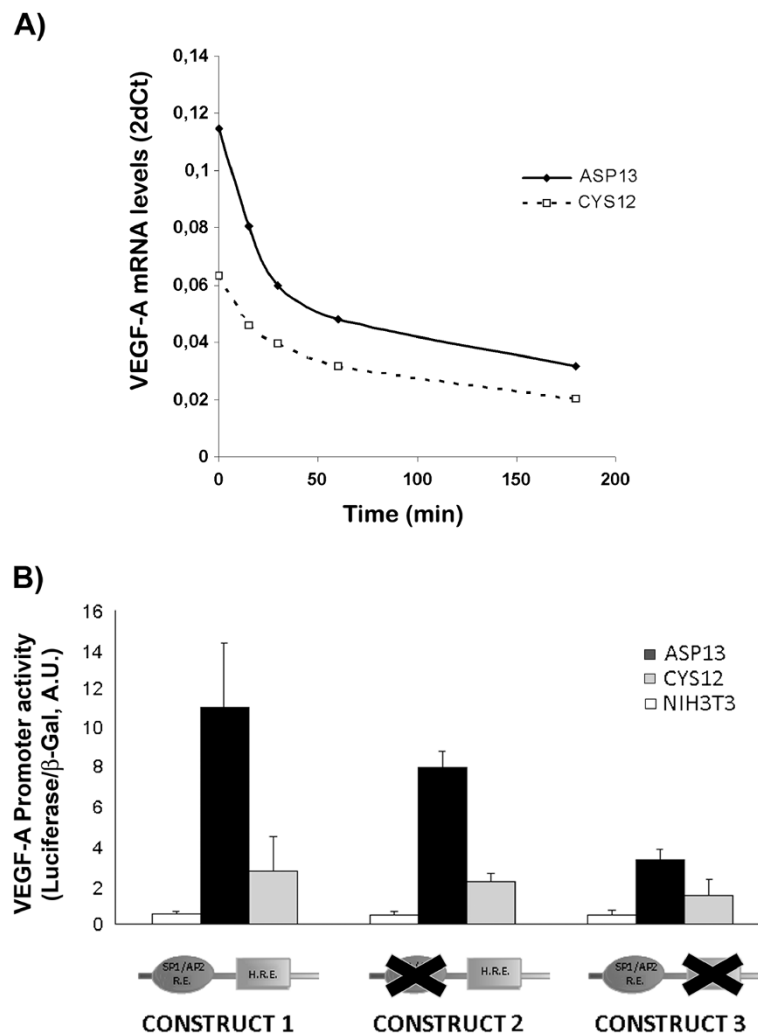 A)
VEGF-A mRNA levels (2dCt)
0,14
0,12
0,1
0,08
0,06
0,04
0,02
0
0 50 100 150 200
Time (min)
ASP13
CYS12
B)
VEGF-A Promoter activity
(Luciferase/β-Gal, A.U.)
16
14
12
10
8
6
4
2
0
ASP13
CYS12
NIH3T3
SP1/AP2
R.E.
H.R.E.
H.R.E.
SP1/AP2
R.E.
CONSTRUCT 1 CONSTRUCT 2 CONSTRUCT 3